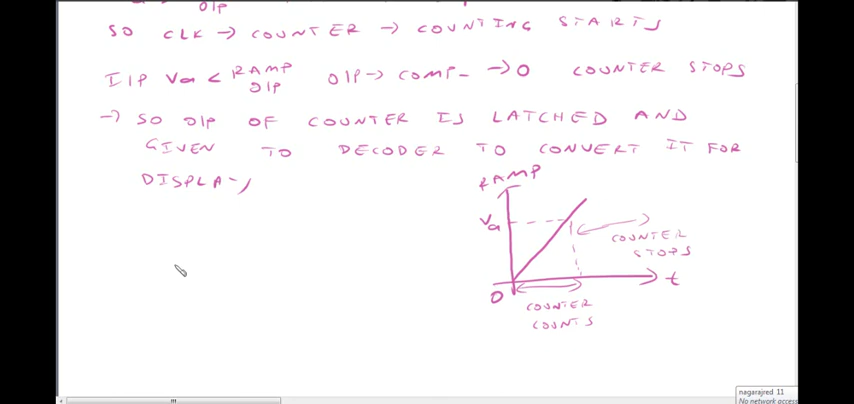 O|P
SO CLK → COUNTER → COUNTING STARTS
I|P Va < RAMP O|P O|P → COMP- → 0 COUNTER STOPS
→ SO O|P OF COUNTER IS LATCHED AND
GIVEN TO DECODER TO CONVERT IT FOR
DISPLAY
RAMP
Va
COUNTER
STOPS
0
t
COUNTER
COUNTS
nagarajred 11
No network access